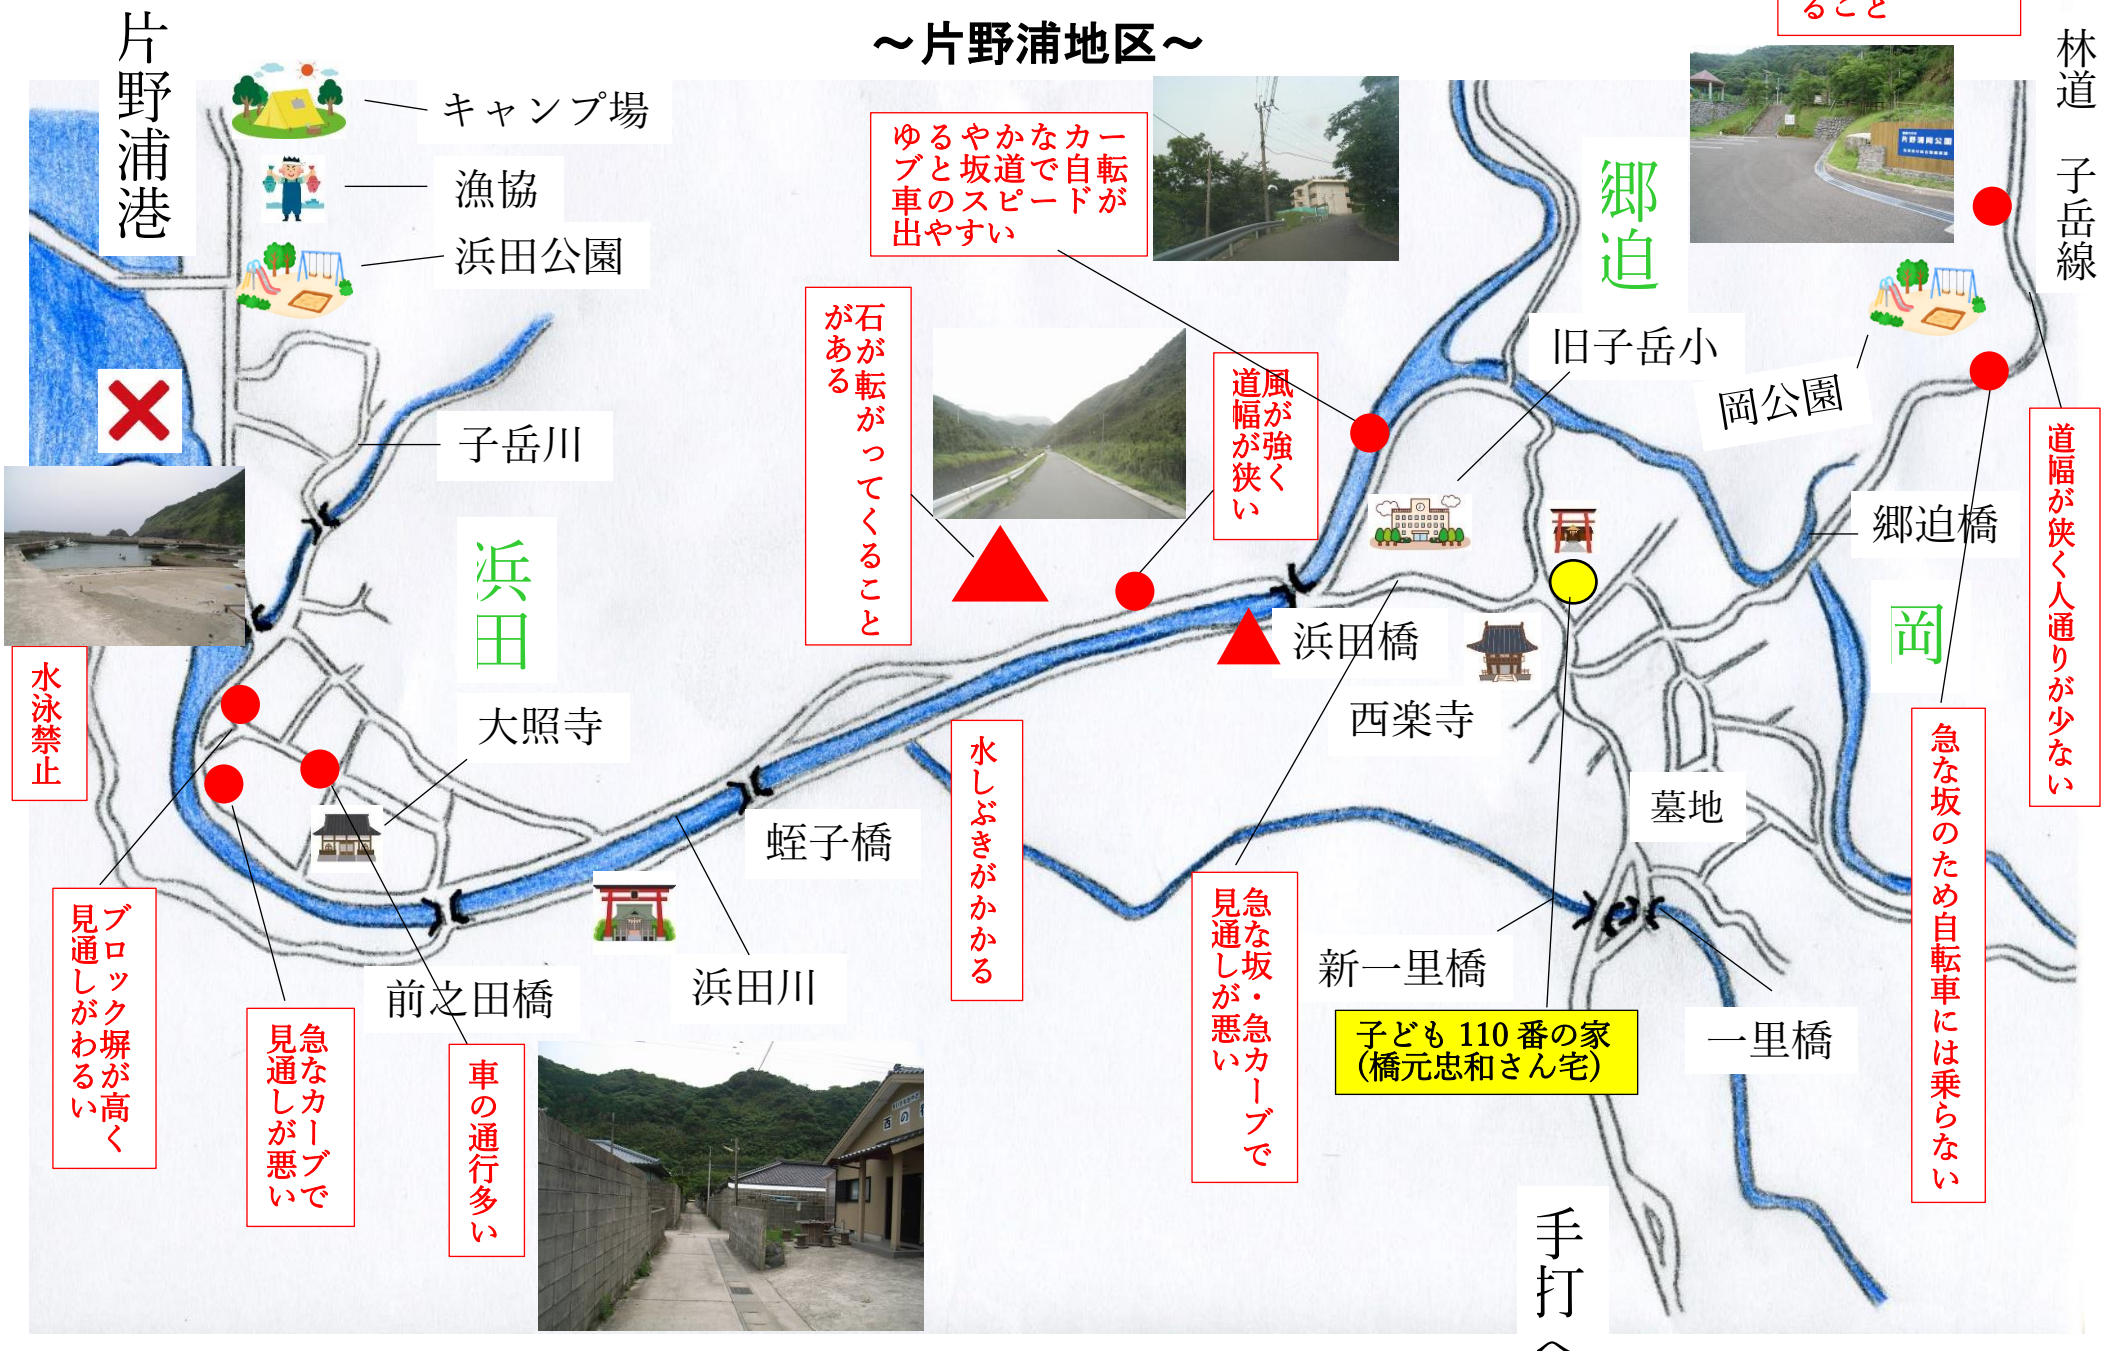 ～片野浦地区～
ること
片野浦港
キャンプ場
漁協
浜田公園
ゆるやかなカー
ブと坂道で自転
車のスピードが
出やすい
郷迫
片野浦岡公園
林道 子岳線
石が転がってくること
がある
風が強く
道幅が狭い
旧子岳小
岡公園
子岳川
道幅が狭く人通りが少ない
郷迫橋
浜田
岡
浜田橋
水泳禁止
大照寺
西楽寺
水しぶきがかかる
急な坂のため自転車には乗らない
墓地
蛭子橋
ブロック塀が高く
見通しがわるい
急な坂・急カーブで
見通しが悪い
新一里橋
前之田橋
浜田川
急なカーブで
見通しが悪い
車の通行多い
子ども 110 番の家
(橋元忠和さん宅)
一里橋
西の
手打へ